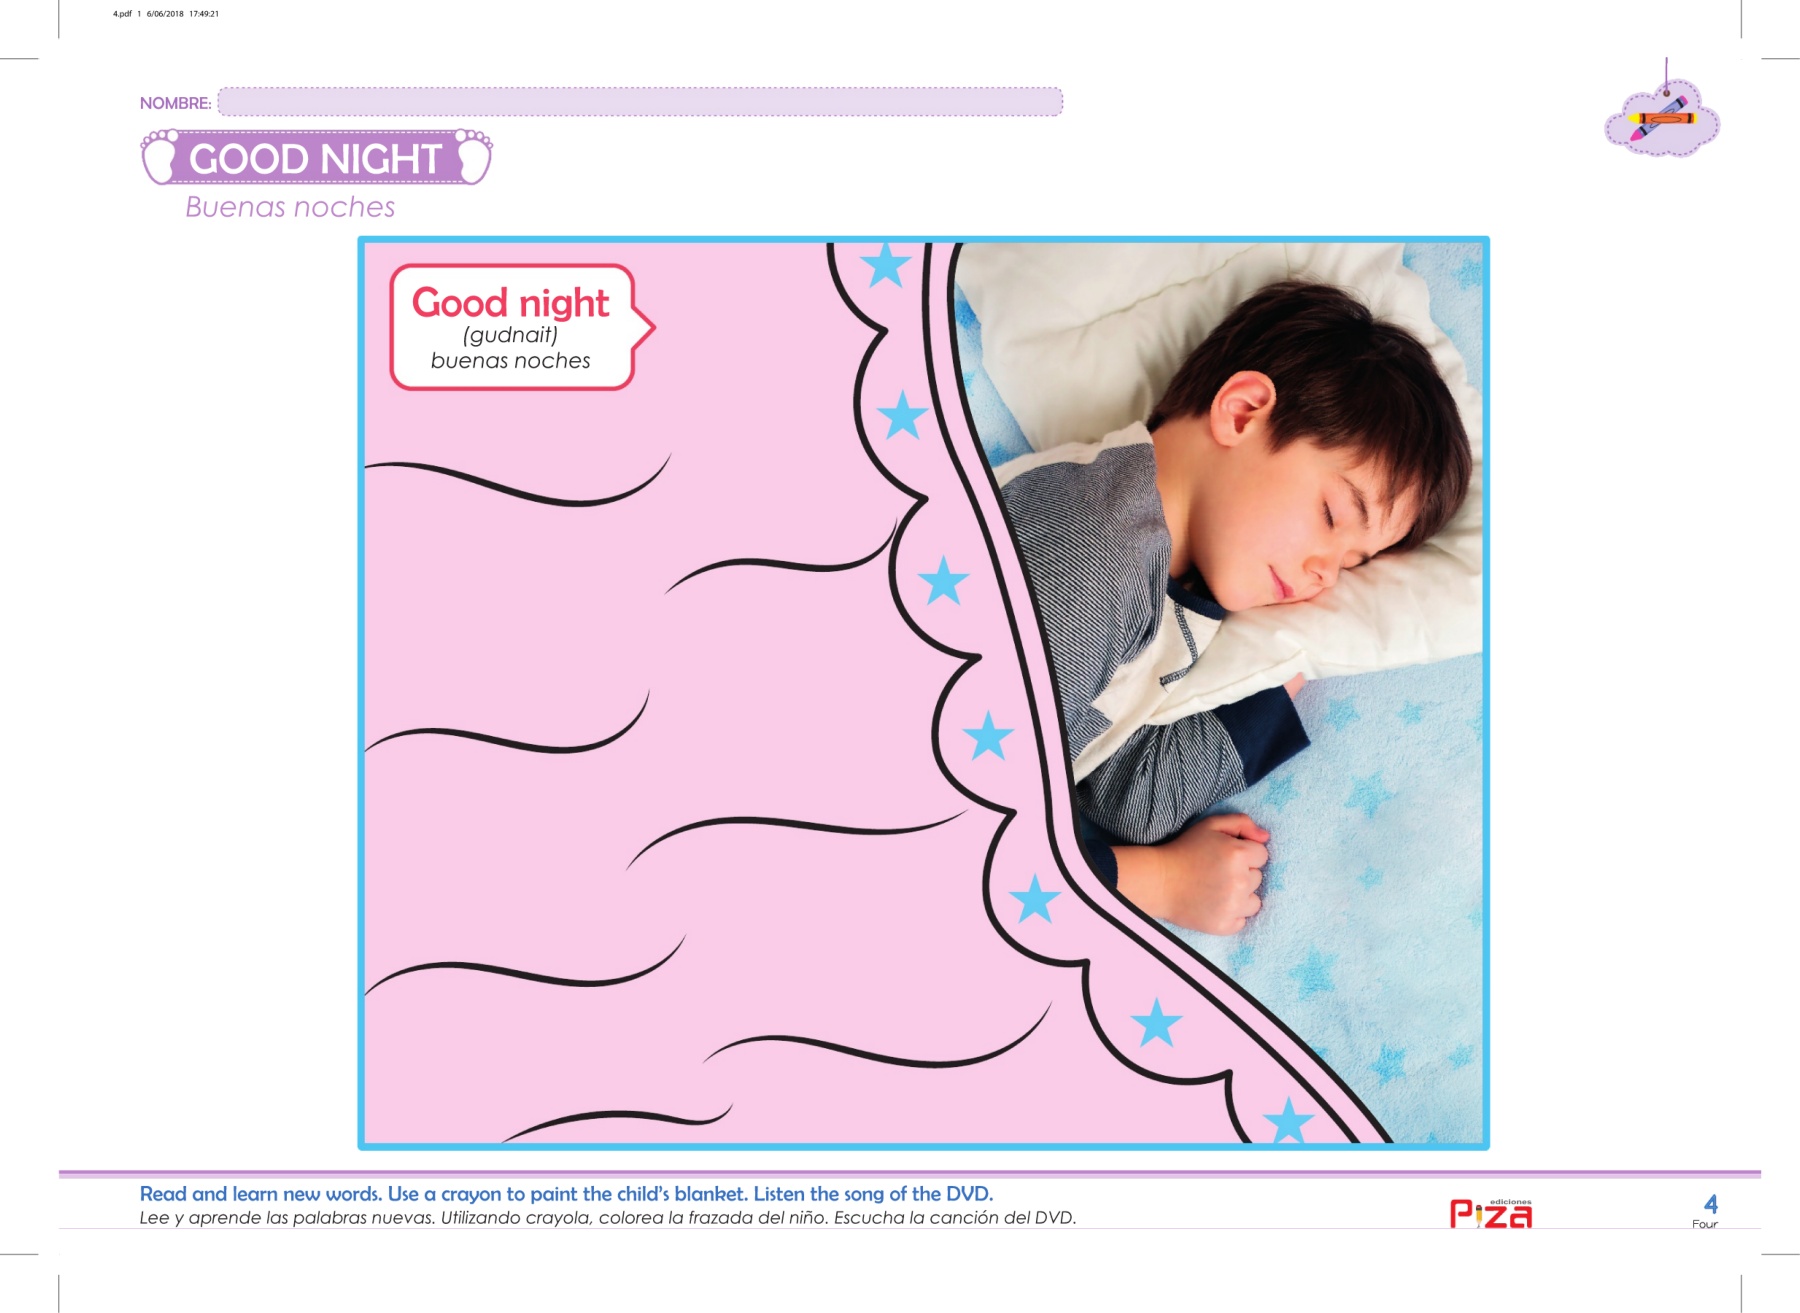 4.pdf 1 6/06/2018 17:49:21
NOMBRE:
GOOD NIGHT
Buenas noches
Good night
(gudnait)
buenas noches
Read and learn new words. Use a crayon to paint the child's blanket. Listen the song of the DVD.
Lee y aprende las palabras nuevas. Utilizando crayola, colorea la frazada del niño. Escucha la canción del DVD.
ediciones
Piza
4
Four